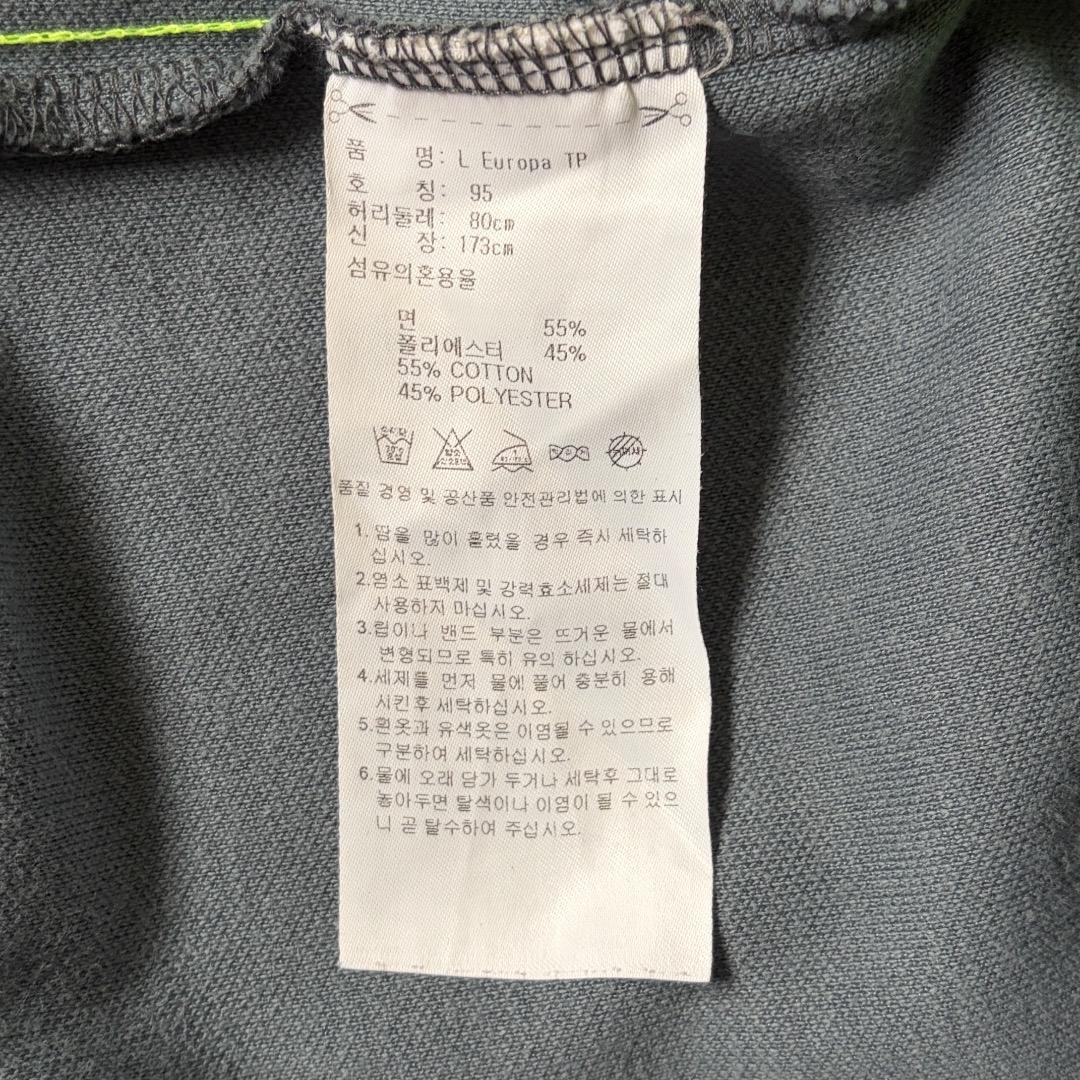 품 명: L Europa TP
호 칭: 95
허리둘레: 80cm
신 장: 173cm
섬유의혼용율
면 55%
폴리에스터 45%
55% COTTON
45% POLYESTER
품질 경영 및 공산품 안전관리법에 의한 표시
1. 땀을 많이 흘렸을 경우 즉시 세탁하
십시오.
2.염소 표백제 및 강력효소세제는 절대
사용하지 마십시오.
3.립이나 밴드 부분은 뜨거운 물에서
변형되므로 특히 유의 하십시오.
4.세제를 먼저 물에 풀어 충분히 용해
시킨후 세탁하십시오.
5.흰옷과 유색옷은 이염될 수 있으므로
구분하여 세탁하십시오.
6.물에 오래 담가 두거나 세탁후 그대로
놓아두면 탈색이나 이염이 될 수 있으
니 곧 탈수하여 주십시오.